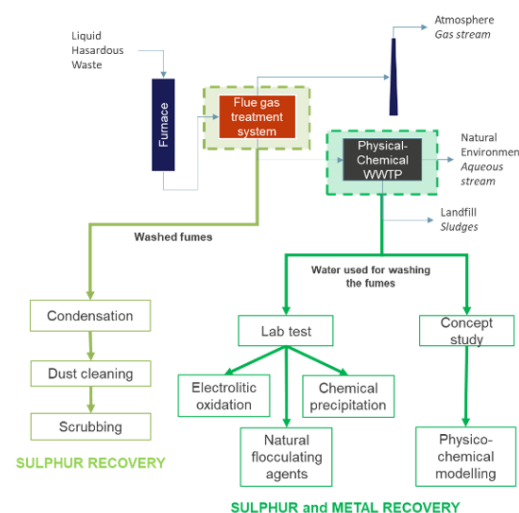 Liquid
Hazardous
Waste
Furnace
Flue gas
treatment
system
Atmosphere
Gas stream
Physical-
Chemical
WWTP
Natural
Environmen
Aqueous
stream
Landfill
Sludges
Washed fumes
Water used for washing
the fumes
Condensation
Dust cleaning
Scrubbing
SULPHUR RECOVERY
Lab test
Concept
study
Electrolitic
oxidation
Chemical
precipitation
Natural
flocculating
agents
Physico-
chemical
modelling
SULPHUR and METAL RECOVERY